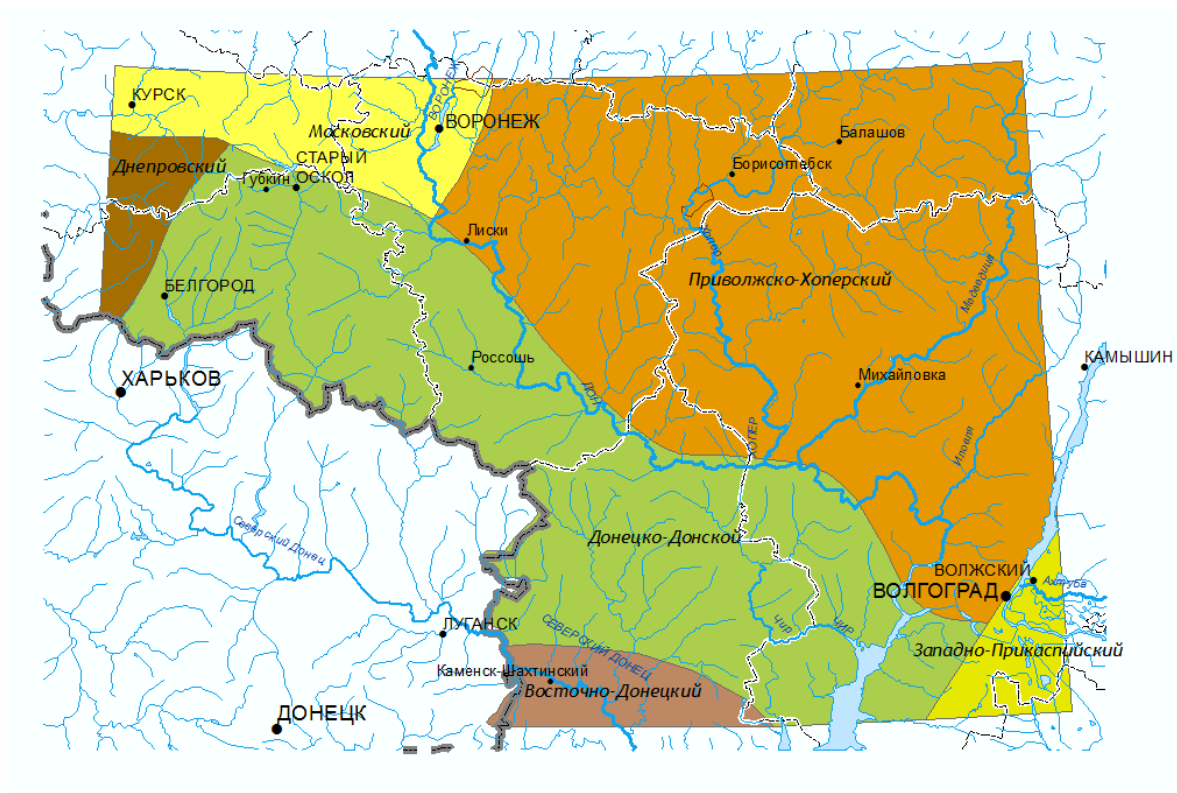 КУРСК
ВОРОНЕЖ
Московский
ВОРОНЕЖ
Балашов
Днепровский
СТАРЫЙ
ОСКОЛ
Губкин
Борисоглебск
Лиски
Хопер
Приволжско-Хоперский
Медведица
БЕЛГОРОД
Россошь
КАМЫШИН
ХАРЬКОВ
Михайловка
ДОН
ХОПЕР
Иловля
Северский Донец
Донецко-Донской
ВОЛЖСКИЙ
Ахтуба
ВОЛГОГРАД
ЛУГАНСК
СЕВЕРСКИЙ ДОНЕЦ
Чир
ЧИР
Западно-Прикаспийский
Каменск-Шахтинский
Восточно-Донецкий
ДОНЕЦК